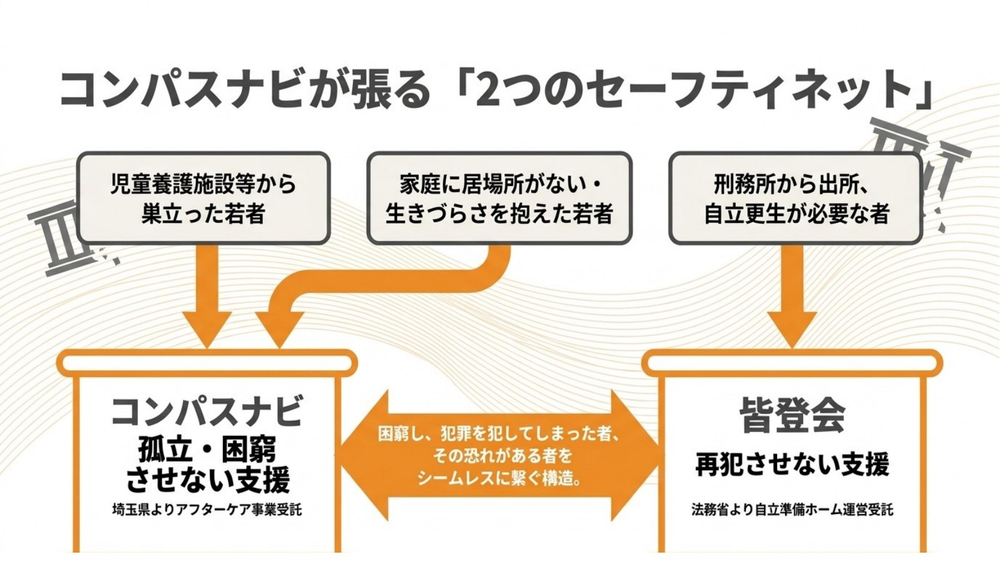 コンパスナビが張る「2つのセーフティネット」
児童養護施設等から
巣立った若者
家庭に居場所がない・
生きづらさを抱えた若者
刑務所から出所、
自立更生が必要な者
コンパスナビ
孤立・困窮
させない支援
埼玉県よりアフターケア事業受託
困窮し、犯罪を犯してしまった者、
その恐れがある者を
シームレスに繋ぐ構造。
皆登会
再犯させない支援
法務省より自立準備ホーム運営受託